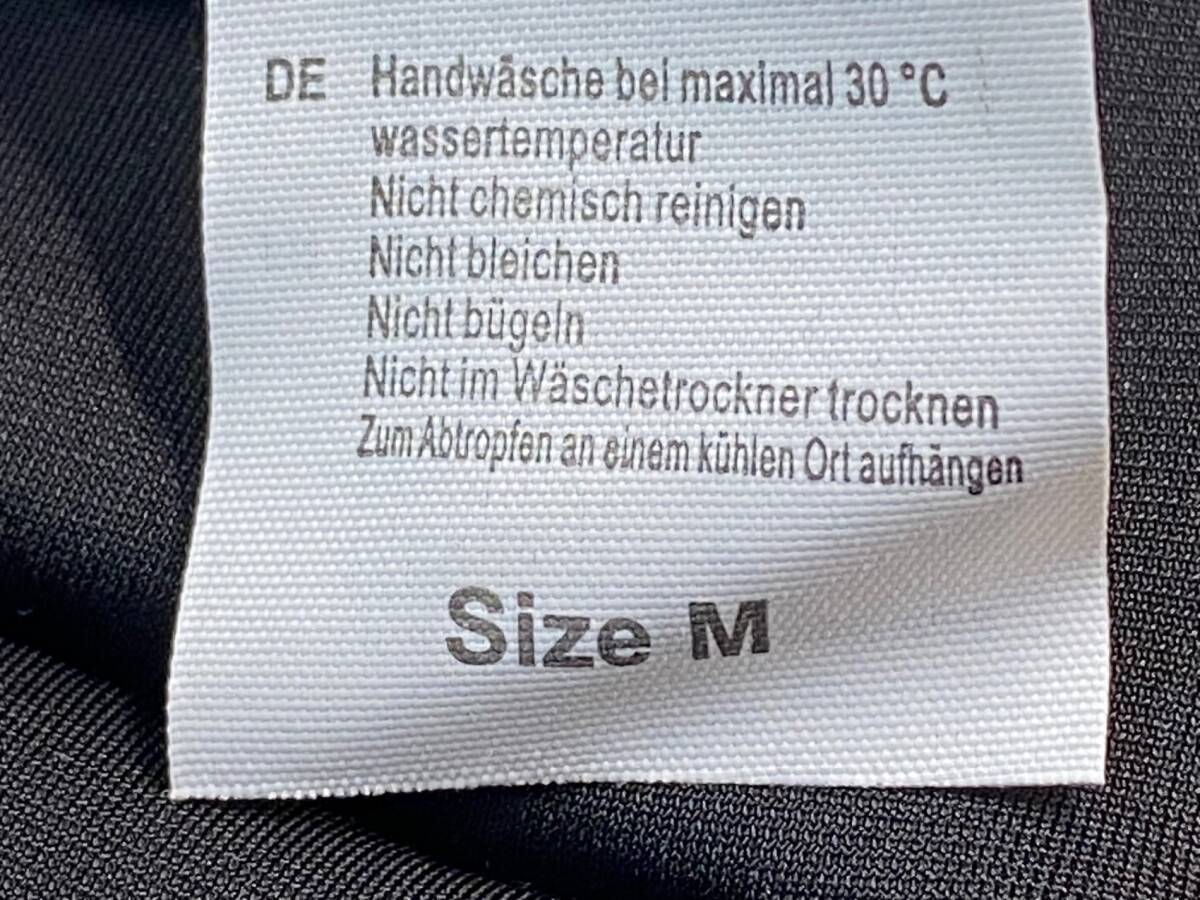 DE Handwäsche bei maximal 30 °C
wassertemperatur
Nicht chemisch reinigen
Nicht bleichen
Nicht bügeln
Nicht im Wäschetrockner trocknen
Zum Abtropfen an einem kühlen Ort aufhängen
Size M